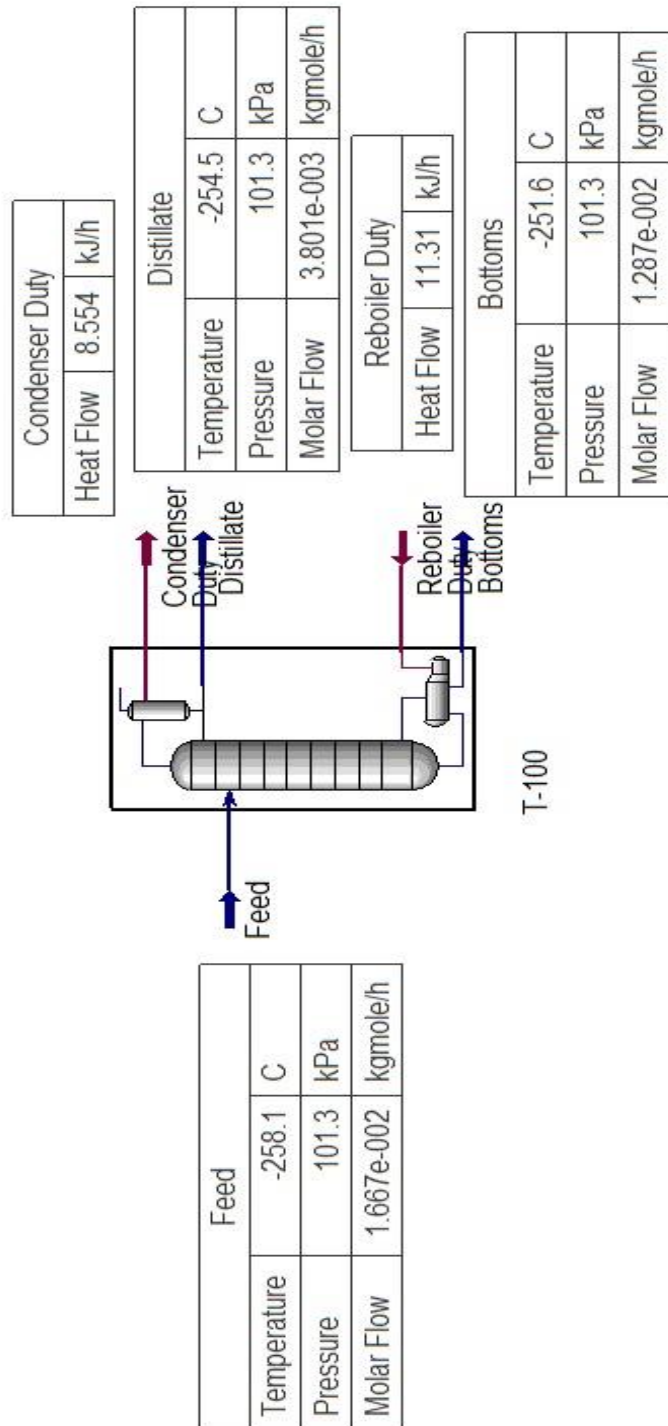 Condenser Duty
Heat Flow 8.554 kJ/h
Distillate
Temperature -254.5 C
Pressure 101.3 kPa
Molar Flow 3.801e-003 kgmole/h
Reboiler Duty
Heat Flow 11.31 kJ/h
Bottoms
Temperature -251.6 C
Pressure 101.3 kPa
Molar Flow 1.287e-002 kgmole/h
Condenser
Duty
Distillate
Reboiler
Duty
Bottoms
T-100
Feed
Feed
Temperature -258.1 C
Pressure 101.3 kPa
Molar Flow 1.667e-002 kgmole/h